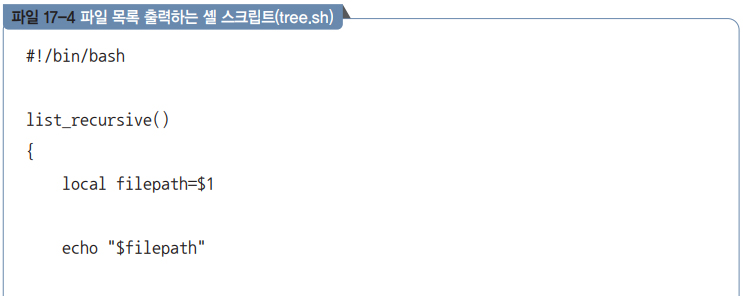 파일 17-4 파일 목록 출력하는 셸 스크립트(tree.sh)
#!/bin/bash
list_recursive()
{
local filepath=$1
echo "$filepath"